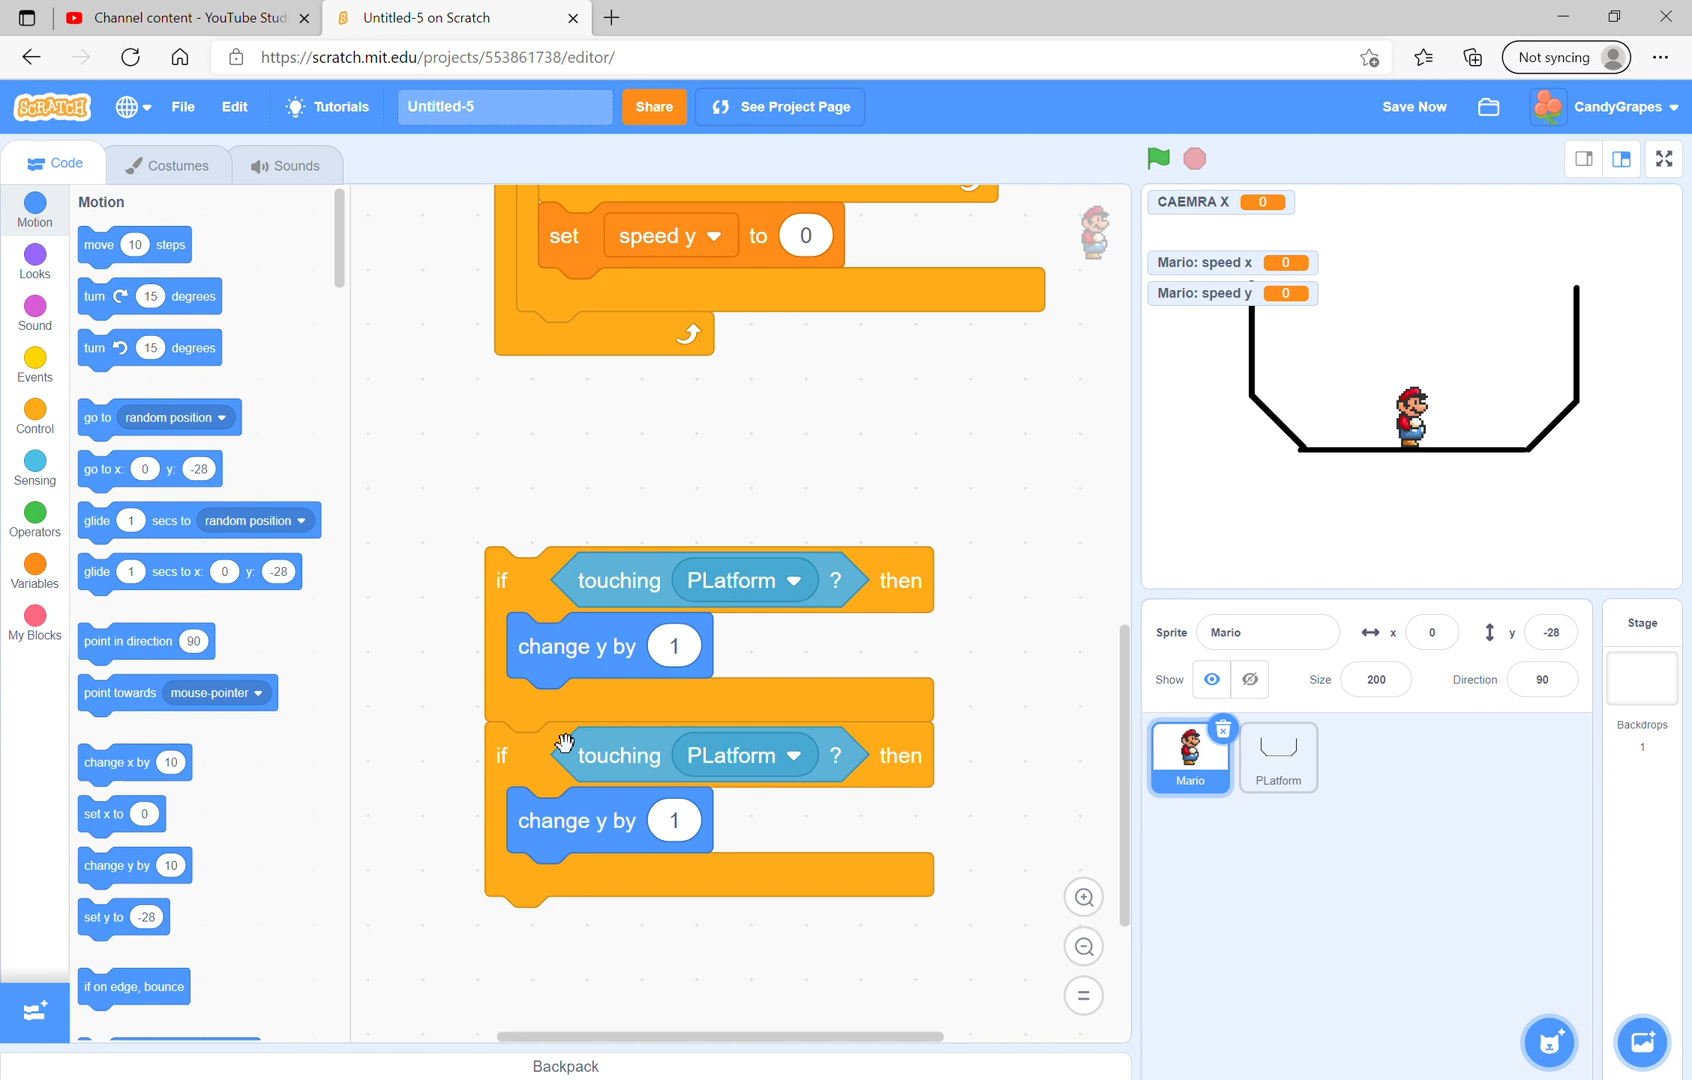 Channel content - YouTube Stud
Untitled-5 on Scratch
https://scratch.mit.edu/projects/553861738/editor/
Not syncing
SCRATCH
File
Edit
Tutorials
Untitled-5
Share
See Project Page
Save Now
CandyGrapes
Code
Costumes
Sounds
Motion
Looks
Sound
Events
Control
Sensing
Operators
Variables
My Blocks
Motion
move 10 steps
turn 15 degrees
turn 15 degrees
go to random position
go to x: 0 y: -28
glide 1 secs to random position
glide 1 secs to x: 0 y: -28
point in direction 90
point towards mouse-pointer
change x by 10
set x to 0
change y by 10
set y to -28
if on edge, bounce
set speed y to 0
if touching PLatform ? then
change y by 1
if touching PLatform ? then
change y by 1
Backpack
CAEMRA X 0
Mario: speed x 0
Mario: speed y 0
Sprite Mario x 0 y -28
Show Size 200 Direction 90
Mario
PLatform
Stage
Backdrops
1